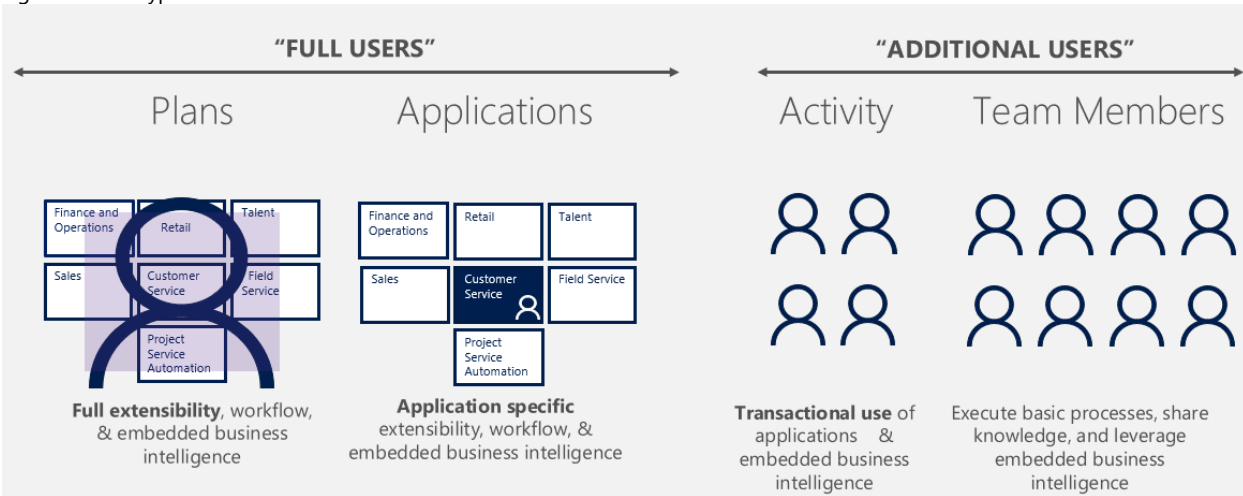 “FULL USERS”
“ADDITIONAL USERS”
Plans
Applications
Activity
Team Members
Finance and
Operations
Retail
Talent
Sales
Customer
Service
Field
Service
Project
Service
Automation
Finance and
Operations
Retail
Talent
Sales
Customer
Service
Field Service
Project
Service
Automation
Full extensibility, workflow,
& embedded business
intelligence
Application specific
extensibility, workflow, &
embedded business intelligence
Transactional use of
applications & 
embedded business
intelligence
Execute basic processes, share
knowledge, and leverage
embedded business
intelligence